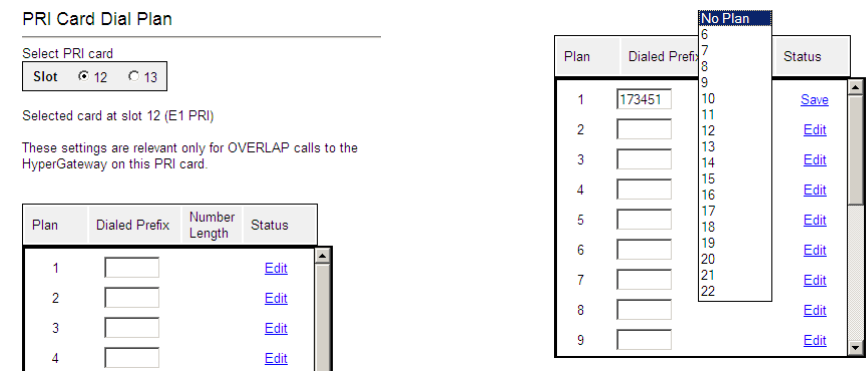 PRI Card Dial Plan
Select PRI card
Slot 12 13
Selected card at slot 12 (E1 PRI)
These settings are relevant only for OVERLAP calls to the
HyperGateway on this PRI card.
Plan Dialed Prefix Number Length Status
1 Edit
2 Edit
3 Edit
4 Edit
Plan Dialed Prefi Status
No Plan
6
7
8
9
10
11
12
13
14
15
16
17
18
19
20
21
22
1 173451 Save
2 Edit
3 Edit
4 Edit
5 Edit
6 Edit
7 Edit
8 Edit
9 Edit